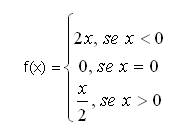 2x, se x < 0
f(x) = { 0, se x = 0
x/2, se x > 0